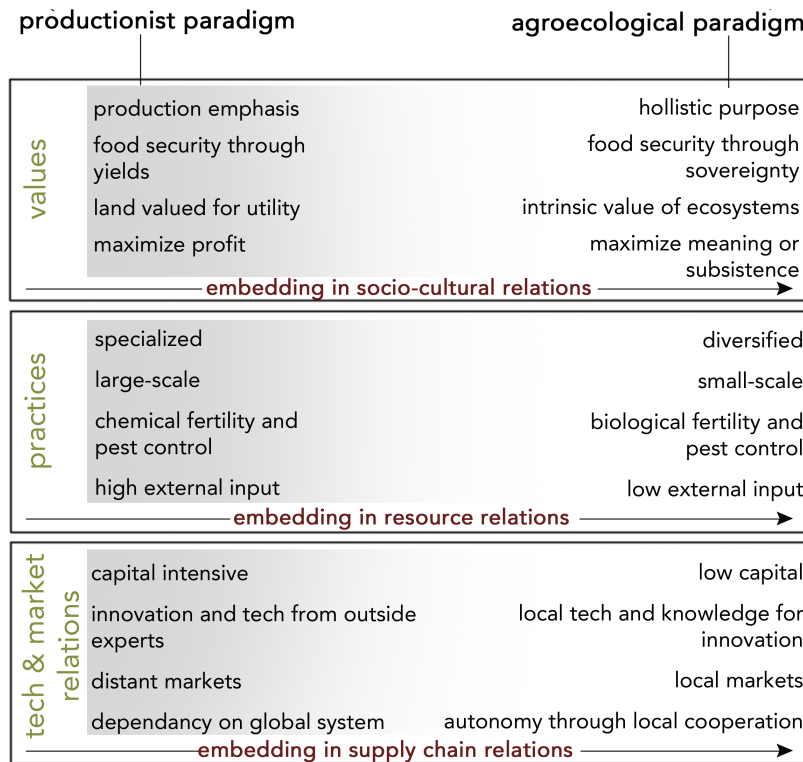 productionist paradigm
agroecological paradigm
values
production emphasis
hollistic purpose
food security through
yields
food security through
sovereignty
land valued for utility
intrinsic value of ecosystems
maximize profit
maximize meaning or
subsistence
embedding in socio-cultural relations
practices
specialized
diversified
large-scale
small-scale
chemical fertility and
pest control
biological fertility and
pest control
high external input
low external input
embedding in resource relations
tech & market
relations
capital intensive
low capital
innovation and tech from outside
experts
local tech and knowledge for
innovation
distant markets
local markets
dependancy on global system
autonomy through local cooperation
embedding in supply chain relations